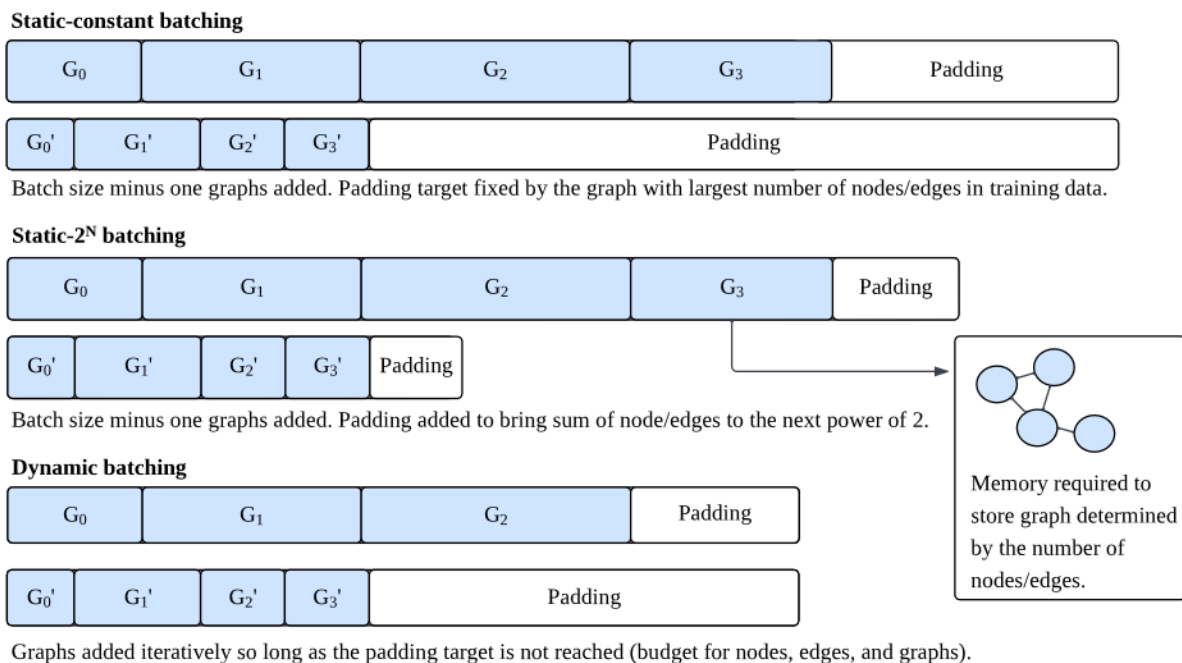 Static-constant batching
G₀ G₁ G₂ G₃ Padding
G₀' G₁' G₂' G₃' Padding
Batch size minus one graphs added. Padding target fixed by the graph with largest number of nodes/edges in training data.
Static-2ᴺ batching
G₀ G₁ G₂ G₃ Padding
G₀' G₁' G₂' G₃' Padding
Batch size minus one graphs added. Padding added to bring sum of node/edges to the next power of 2.
Memory required to
store graph determined
by the number of
nodes/edges.
Dynamic batching
G₀ G₁ G₂ Padding
G₀' G₁' G₂' G₃' Padding
Graphs added iteratively so long as the padding target is not reached (budget for nodes, edges, and graphs).